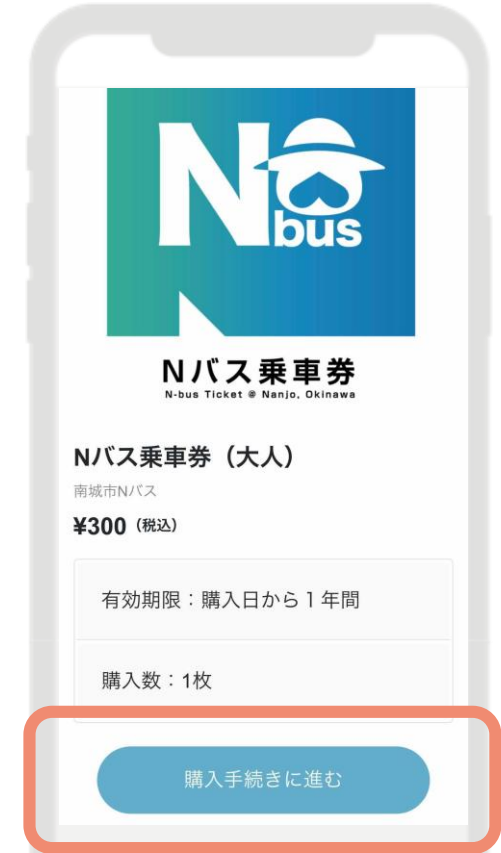 N
bus
Nバス乗車券
N-bus Ticket @ Nanjo, Okinawa
Nバス乗車券（大人）
南城市Nバス
¥300（税込）
有効期限：購入日から１年間
購入数：1枚
購入手続きに進む